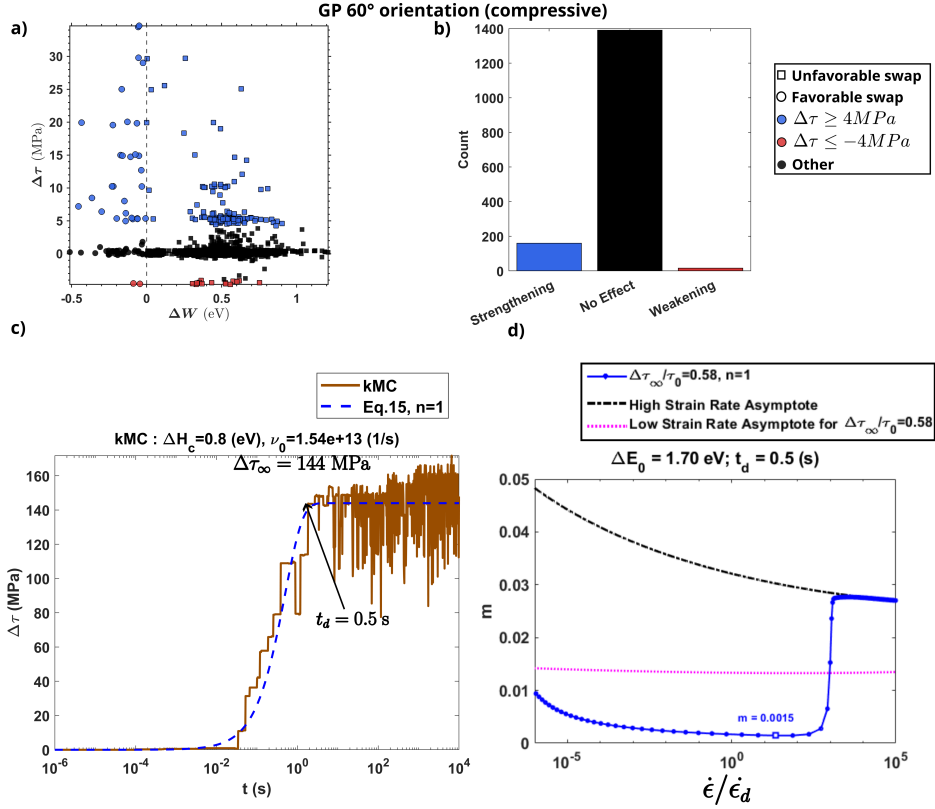 GP 60° orientation (compressive)
a)
Δτ (MPa)
30
25
20
15
10
5
0
-0.5
0
0.5
1
ΔW (eV)
b)
Count
1400
1200
1000
800
600
400
200
0
Strengthening
No Effect
Weakening
Unfavorable swap
Favorable swap
Δτ ≥ 4MPa
Δτ ≤ −4MPa
Other
c)
kMC
Eq.15, n=1
kMC : ΔH_c=0.8 (eV), ν_0=1.54e+13 (1/s)
Δτ_∞ = 144 MPa
Δτ (MPa)
160
140
120
100
80
60
40
20
0
t_d = 0.5 s
10^-6
10^-4
10^-2
10^0
10^2
10^4
t (s)
d)
Δτ_∞/τ_0=0.58, n=1
High Strain Rate Asymptote
Low Strain Rate Asymptote for Δτ_∞/τ_0=0.58
ΔE_0 = 1.70 eV; t_d = 0.5 (s)
m
0.05
0.04
0.03
0.02
0.01
0
m = 0.0015
10^-5
10^0
10^5
ε̇/ε̇_d